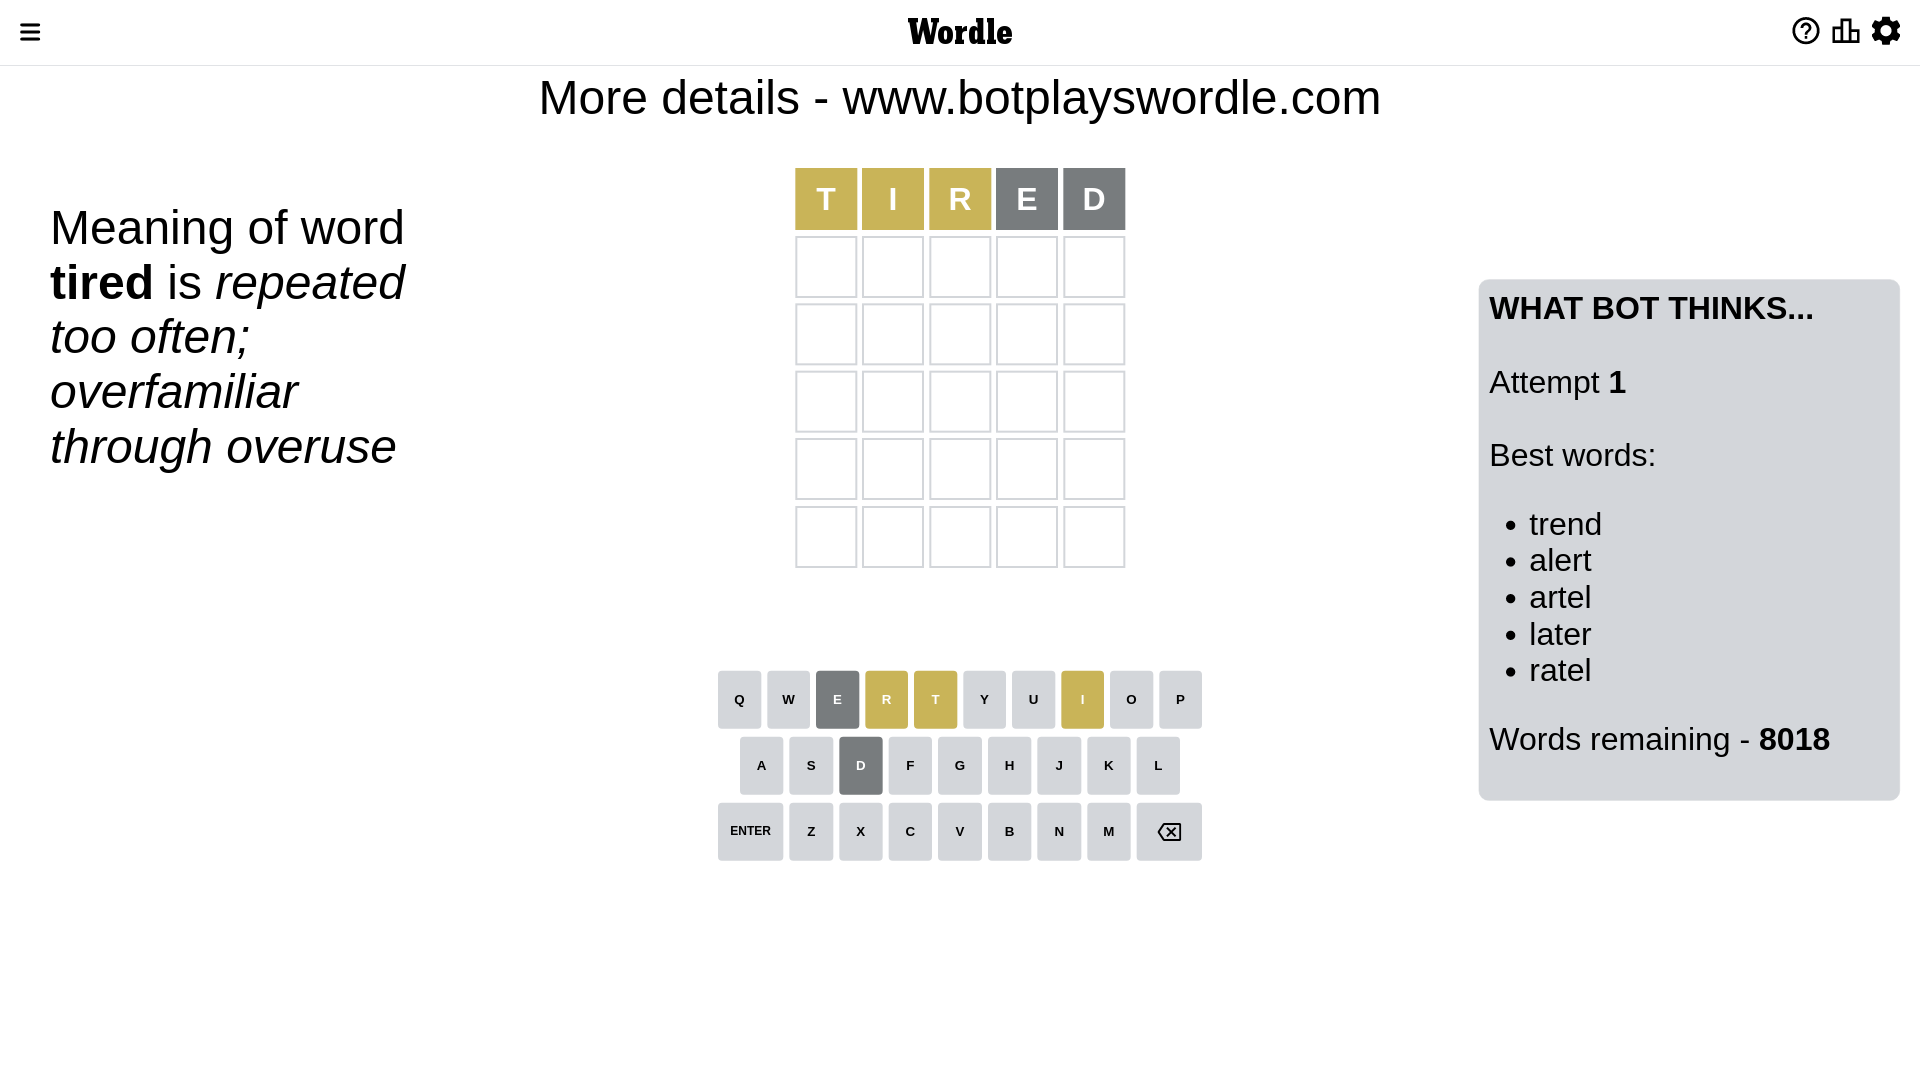 Wordle
More details - www.botplayswordle.com
Meaning of word
tired is repeated
too often;
overfamiliar
through overuse
T I R E D
WHAT BOT THINKS...
Attempt 1
Best words:
• trend
• alert
• artel
• later
• ratel
Words remaining - 8018
Q W E R T Y U I O P
A S D F G H J K L
ENTER Z X C V B N M